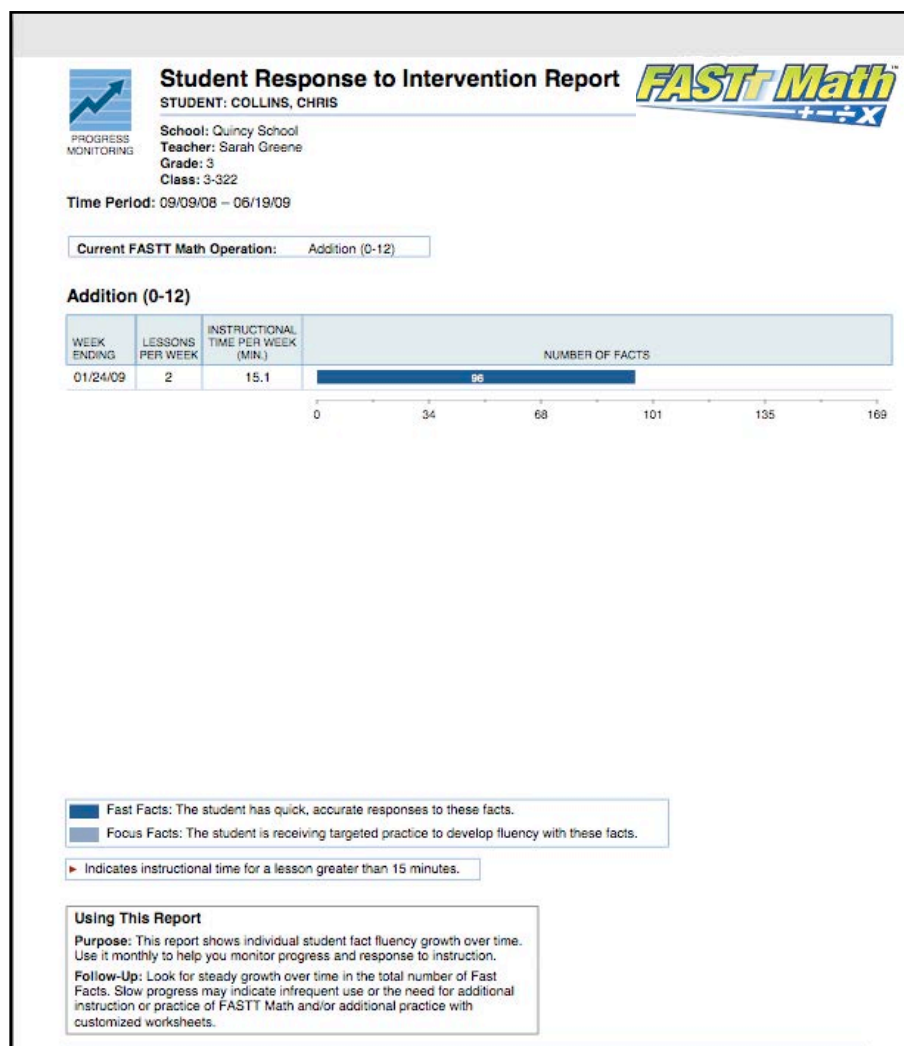 Student Response to Intervention Report
STUDENT: COLLINS, CHRIS
FASTT Math™
+−÷X
PROGRESS
MONITORING
School: Quincy School
Teacher: Sarah Greene
Grade: 3
Class: 3-322
Time Period: 09/09/08 – 06/19/09
Current FASTT Math Operation: Addition (0-12)
Addition (0-12)
WEEK ENDING LESSONS PER WEEK INSTRUCTIONAL TIME PER WEEK (MIN.) NUMBER OF FACTS
01/24/09 2 15.1 96
0 34 68 101 135 169
Fast Facts: The student has quick, accurate responses to these facts.
Focus Facts: The student is receiving targeted practice to develop fluency with these facts.
► Indicates instructional time for a lesson greater than 15 minutes.
Using This Report
Purpose: This report shows individual student fact fluency growth over time.
Use it monthly to help you monitor progress and response to instruction.
Follow-Up: Look for steady growth over time in the total number of Fast
Facts. Slow progress may indicate infrequent use or the need for additional
instruction or practice of FASTT Math and/or additional practice with
customized worksheets.